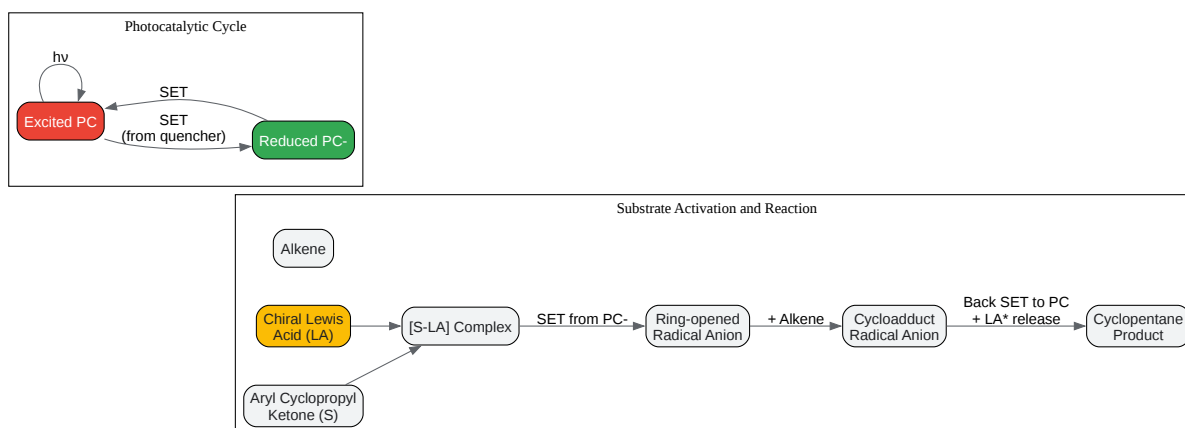 Photocatalytic Cycle
hν
Excited PC
SET
SET
(from quencher)
Reduced PC-
Substrate Activation and Reaction
Alkene
Chiral Lewis
Acid (LA)
[S-LA] Complex
SET from PC-
Ring-opened
Radical Anion
+ Alkene
Cycloadduct
Radical Anion
Back SET to PC
+ LA* release
Cyclopentane
Product
Aryl Cyclopropyl
Ketone (S)